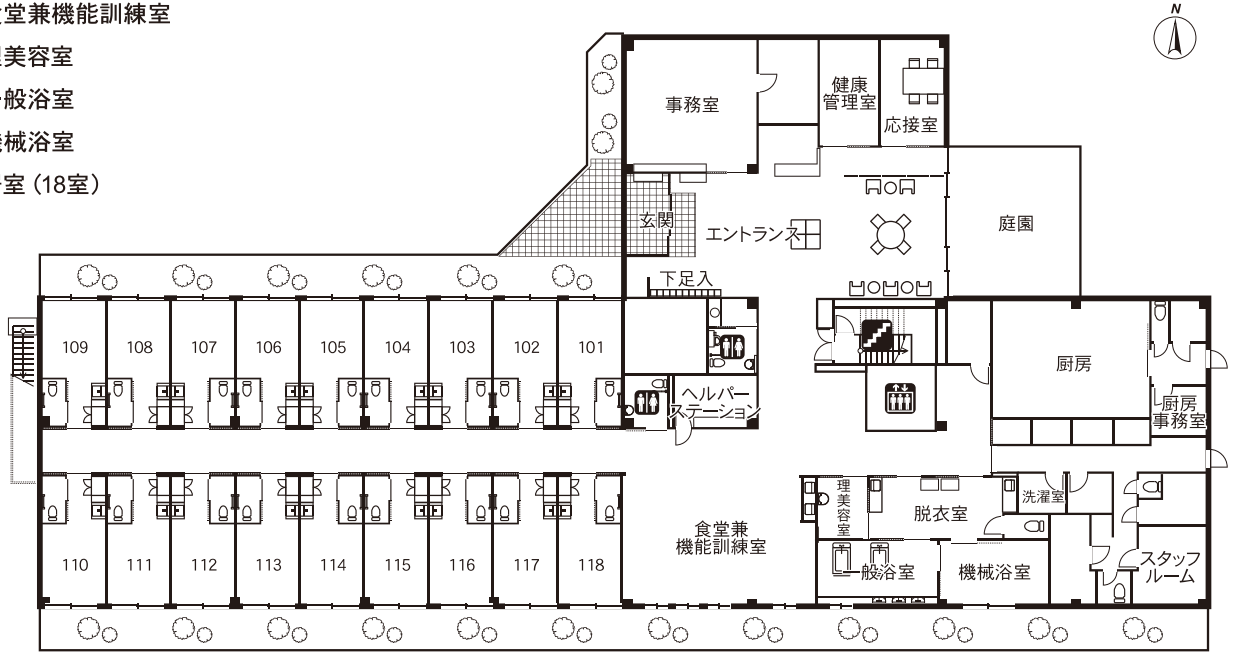 堂兼機能訓練室
美容室
般浴室
械浴室
室（18室）
N
事務室
健康
管理室
応接室
玄関
エントランス
庭園
下足入
109
108
107
106
105
104
103
102
101
ヘルパー
ステーション
厨房
厨房
事務室
110
111
112
113
114
115
116
117
118
食堂兼
機能訓練室
理美容室
脱衣室
洗濯室
一般浴室
機械浴室
スタッフ
ルーム